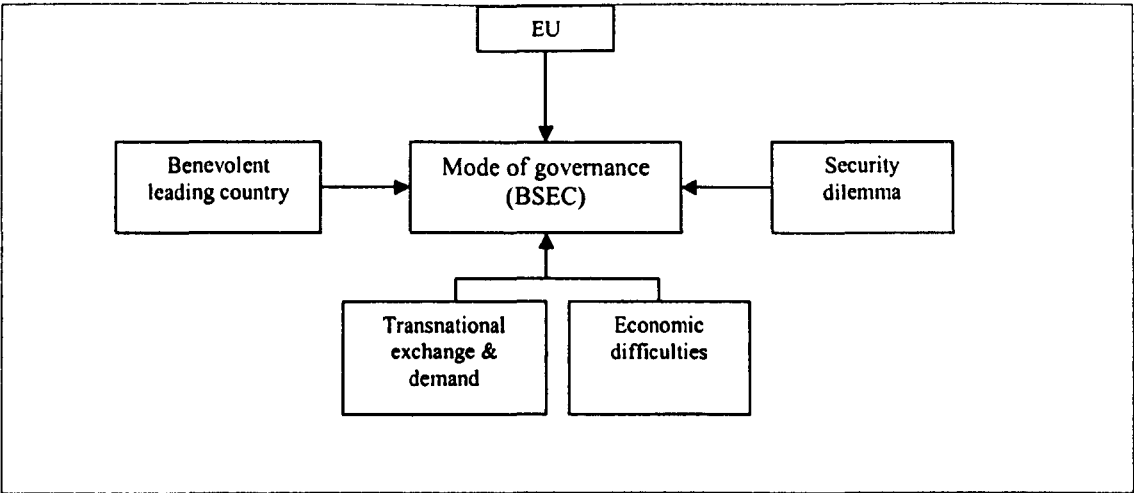 EU
Benevolent
leading country
Mode of governance
(BSEC)
Security
dilemma
Transnational
exchange &
demand
Economic
difficulties